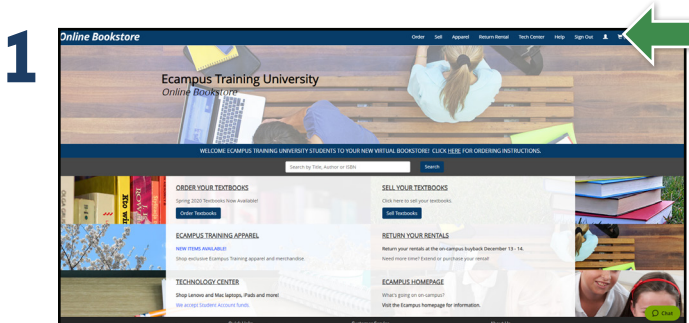 1
Online Bookstore
Order Sell Apparel Return Rental Tech Center Help Sign Out
Ecampus Training University
Online Bookstore
WELCOME ECAMPUS TRAINING UNIVERSITY STUDENTS TO YOUR NEW VIRTUAL BOOKSTORE! CLICK HERE FOR ORDERING INSTRUCTIONS.
Search by Title, Author or ISBN Search
ORDER YOUR TEXTBOOKS
Spring 2020 Textbooks Now Available!
Order Textbooks
SELL YOUR TEXTBOOKS
Click here to sell your textbooks.
Sell Textbooks
ECAMPUS TRAINING APPAREL
NEW ITEMS AVAILABLE!
Shop exclusive Ecampus Training apparel and merchandise.
RETURN YOUR RENTALS
Return your rentals at the on-campus buyback December 13 - 14.
Need more time? Extend or purchase your rental!
TECHNOLOGY CENTER
Shop Lenovo and Mac laptops, iPads and more!
We accept Student Account funds.
ECAMPUS HOMEPAGE
What's going on on-campus?
Visit the Ecampus homepage for information.
Chat